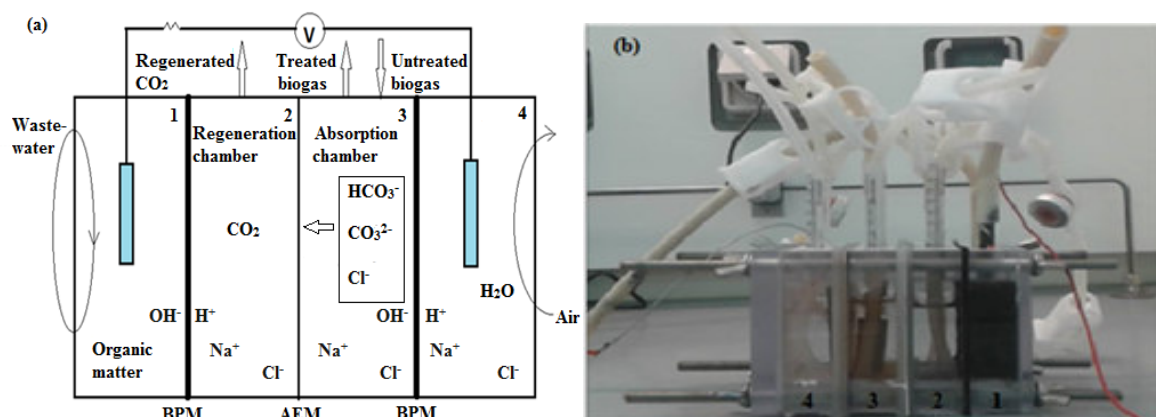 (a)
V
Regenerated
CO2
Treated
biogas
Untreated
biogas
1
2
3
4
Waste-
water
Regeneration
chamber
Absorption
chamber
HCO3-
CO2
CO3²-
Cl-
H2O
OH- H+
OH- H+
Air
Na+
Na+
Na+
Organic
matter
Cl-
Cl-
Cl-
BPM
AEM
BPM
(b)
4
3
2
1